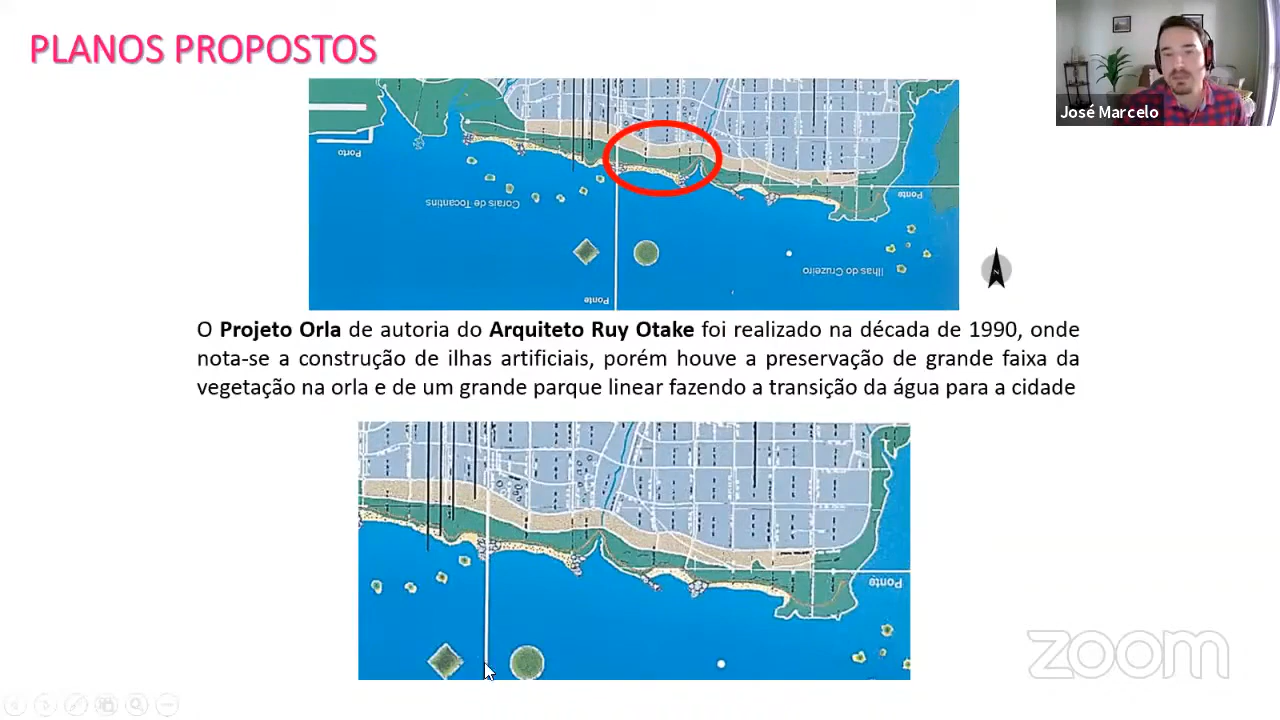 PLANOS PROPOSTOS
José Marcelo
Porto
Corais de Tocantins
Ponte
Ilhas do Cruzeiro
Ponte
N
O Projeto Orla de autoria do Arquiteto Ruy Otake foi realizado na década de 1990, onde
nota-se a construção de ilhas artificiais, porém houve a preservação de grande faixa da
vegetação na orla e de um grande parque linear fazendo a transição da água para a cidade
Ponte
zoom